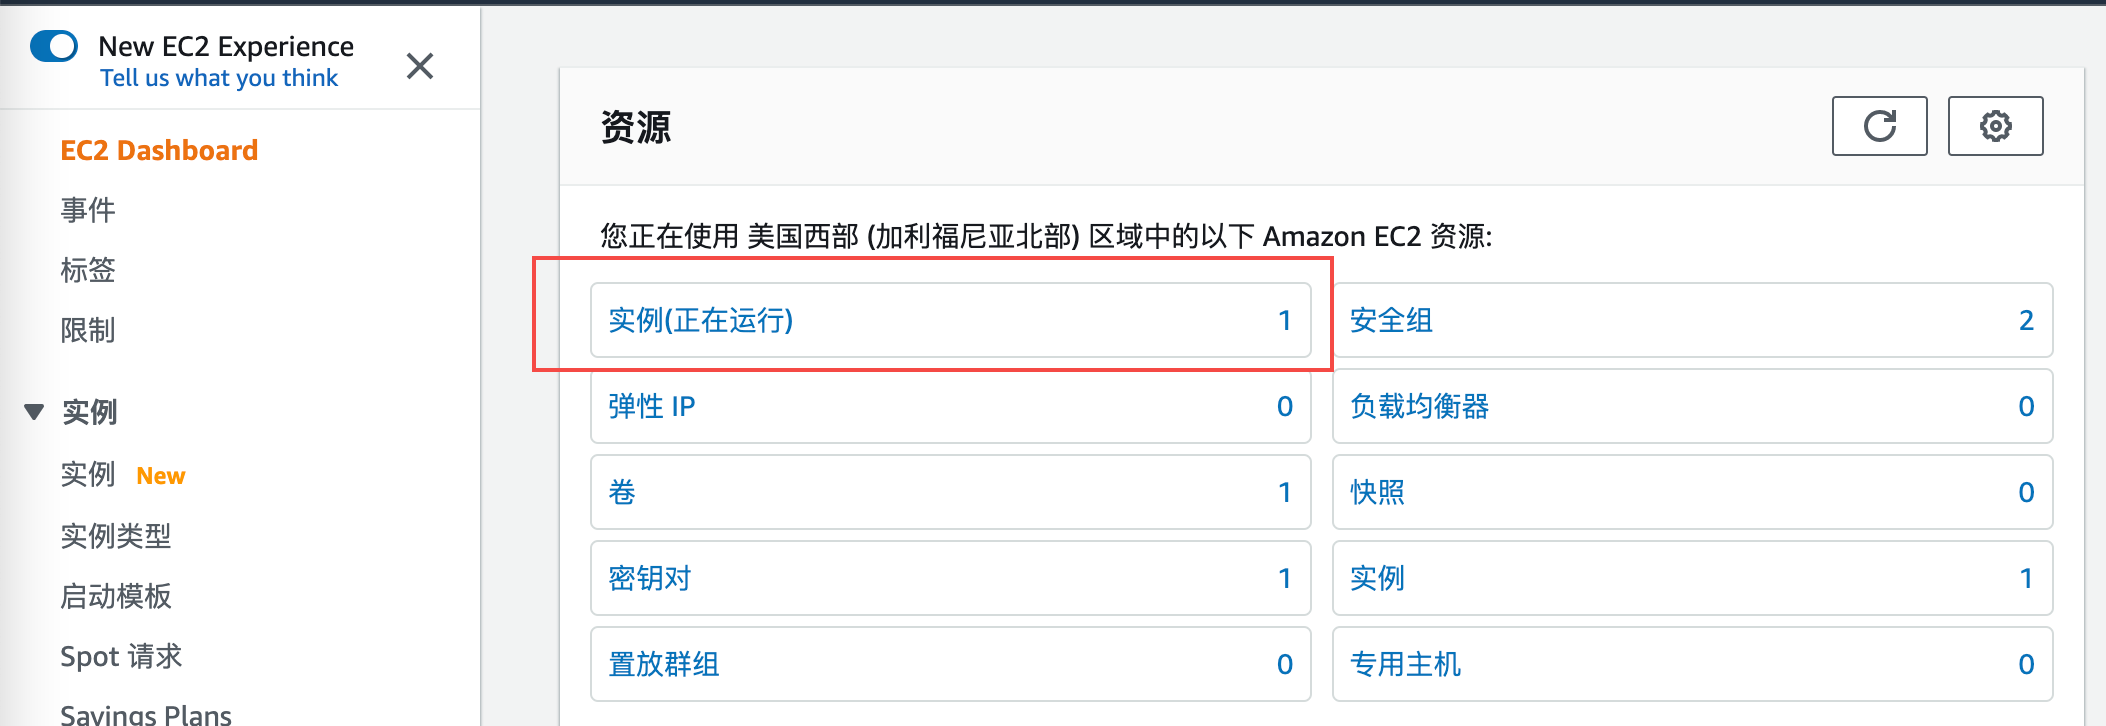 New EC2 Experience
Tell us what you think
EC2 Dashboard
事件
标签
限制
实例
实例 New
实例类型
启动模板
Spot 请求
Savings Plans
资源
您正在使用 美国西部 (加利福尼亚北部) 区域中的以下 Amazon EC2 资源:
实例(正在运行) 1
安全组 2
弹性 IP 0
负载均衡器 0
卷 1
快照 0
密钥对 1
实例 1
置放群组 0
专用主机 0